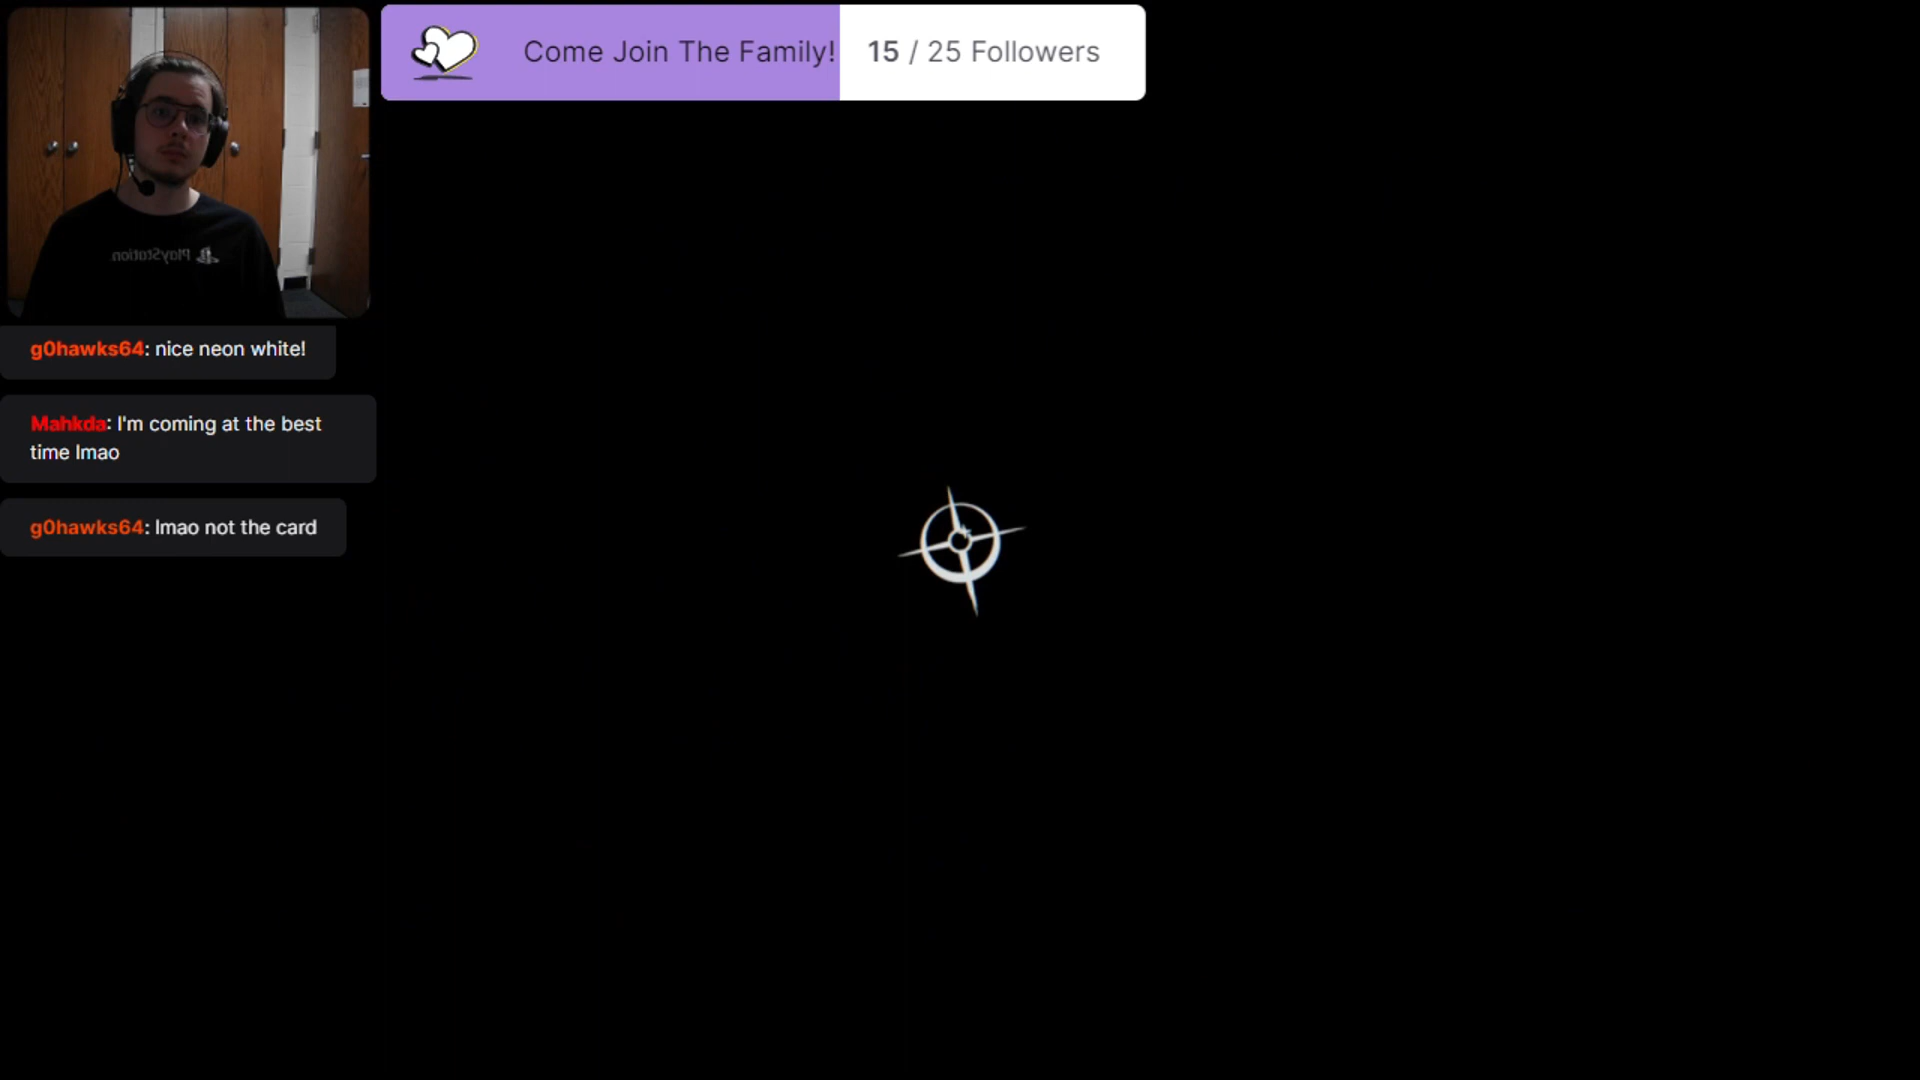 Come Join The Family!
15 / 25 Followers
PlayStation
g0hawks64: nice neon white!
Mahkda: I'm coming at the best
time lmao
g0hawks64: lmao not the card